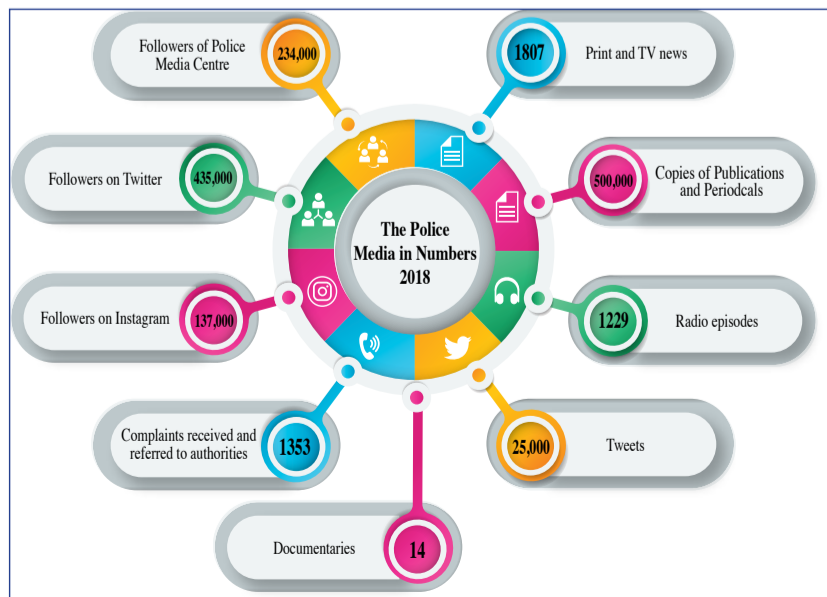 Followers of Police
Media Centre
234,000
1807
Print and TV news
Followers on Twitter
435,000
500,000
Copies of Publications
and Periodcals
The Police
Media in Numbers
2018
Followers on Instagram
137,000
1229
Radio episodes
Complaints received and
referred to authorities
1353
25,000
Tweets
Documentaries
14